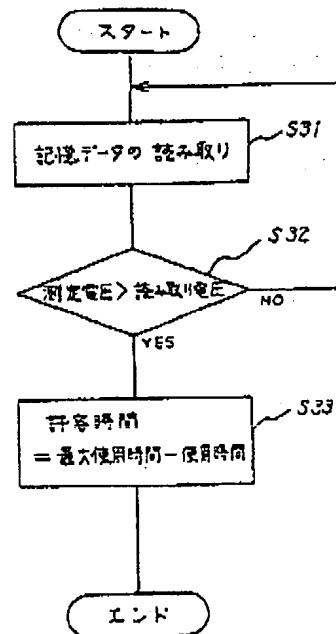 スタート
S31
記憶データの 読み取り
S32
測定電圧>読み取り電圧
NO
YES
S33
許容時間
=最大使用時間-使用時間
エンド